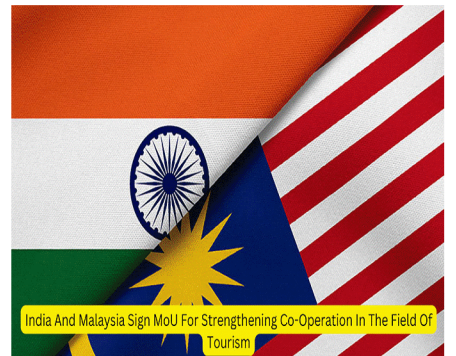 India And Malaysia Sign MoU For Strengthening Co-Operation In The Field Of
Tourism